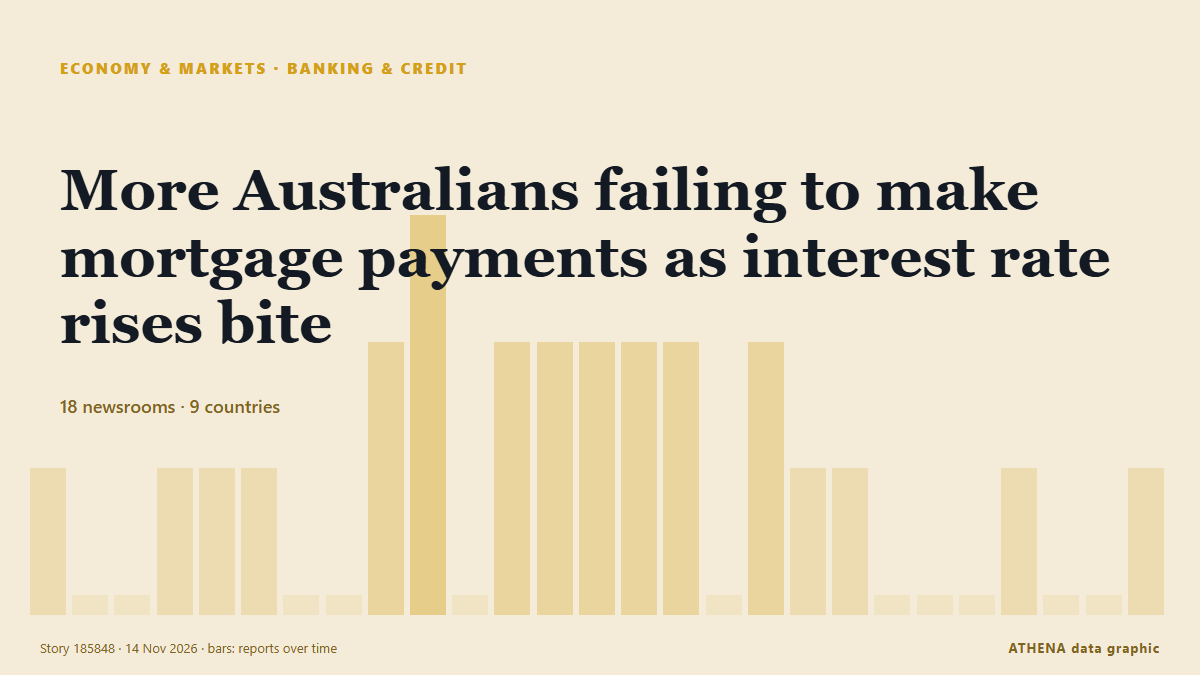 ECONOMY & MARKETS · BANKING & CREDIT
More Australians failing to make
mortgage payments as interest rate
rises bite
18 newsrooms · 9 countries
Story 185848 · 14 Nov 2026 · bars: reports over time
ATHENA data graphic